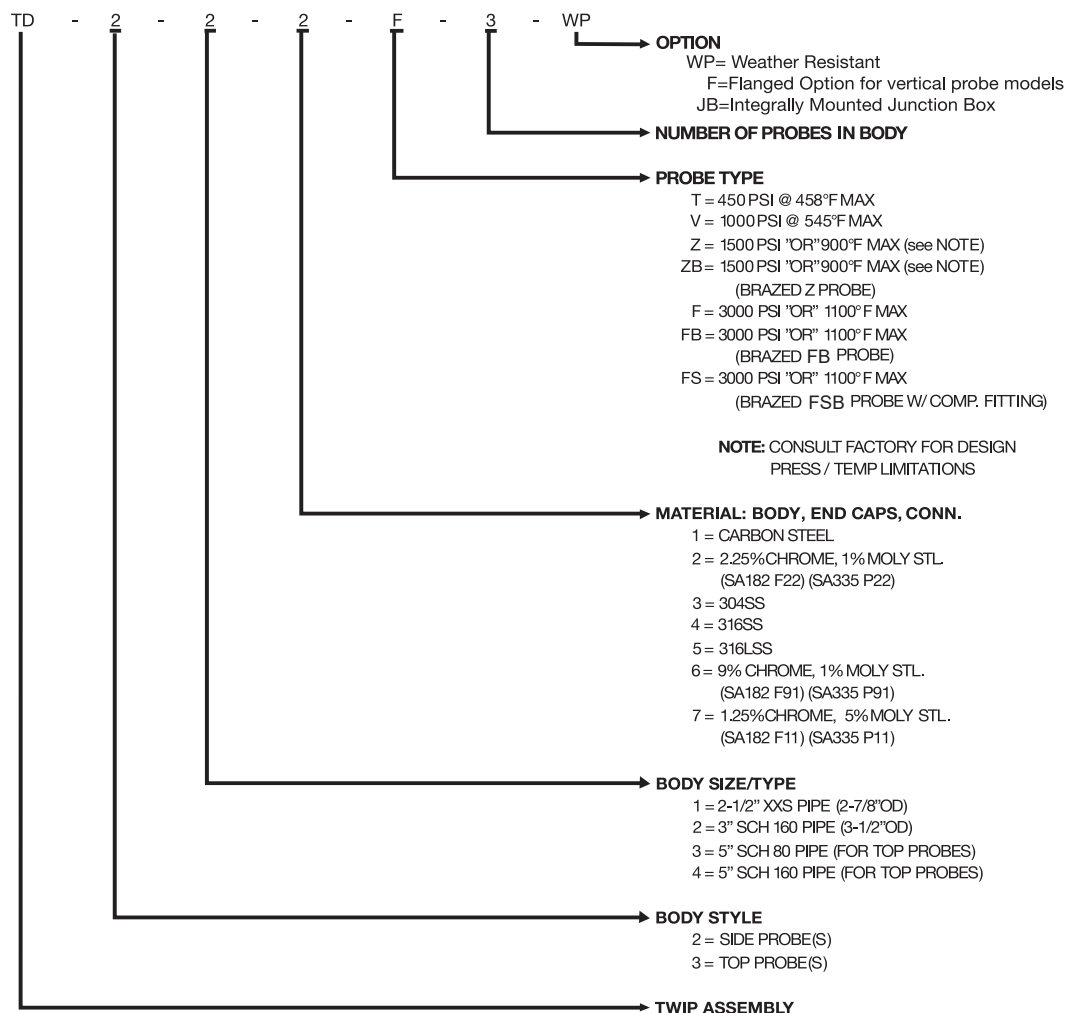 TD - 2 - 2 - 2 - F - 3 - WP
OPTION
WP= Weather Resistant
F=Flanged Option for vertical probe models
JB=Integrally Mounted Junction Box
NUMBER OF PROBES IN BODY
PROBE TYPE
T = 450 PSI @ 458°F MAX
V = 1000 PSI @ 545°F MAX
Z = 1500 PSI "OR" 900°F MAX (see NOTE)
ZB = 1500 PSI "OR" 900°F MAX (see NOTE)
(BRAZED Z PROBE)
F = 3000 PSI "OR" 1100°F MAX
FB = 3000 PSI "OR" 1100°F MAX
(BRAZED FB PROBE)
FS = 3000 PSI "OR" 1100°F MAX
(BRAZED FSB PROBE W/ COMP. FITTING)
NOTE: CONSULT FACTORY FOR DESIGN
PRESS / TEMP LIMITATIONS
MATERIAL: BODY, END CAPS, CONN.
1 = CARBON STEEL
2 = 2.25%CHROME, 1% MOLY STL.
(SA182 F22) (SA335 P22)
3 = 304SS
4 = 316SS
5 = 316LSS
6 = 9% CHROME, 1% MOLY STL.
(SA182 F91) (SA335 P91)
7 = 1.25%CHROME, 5% MOLY STL.
(SA182 F11) (SA335 P11)
BODY SIZE/TYPE
1 = 2-1/2" XXS PIPE (2-7/8"OD)
2 = 3" SCH 160 PIPE (3-1/2"OD)
3 = 5" SCH 80 PIPE (FOR TOP PROBES)
4 = 5" SCH 160 PIPE (FOR TOP PROBES)
BODY STYLE
2 = SIDE PROBE(S)
3 = TOP PROBE(S)
TWIP ASSEMBLY